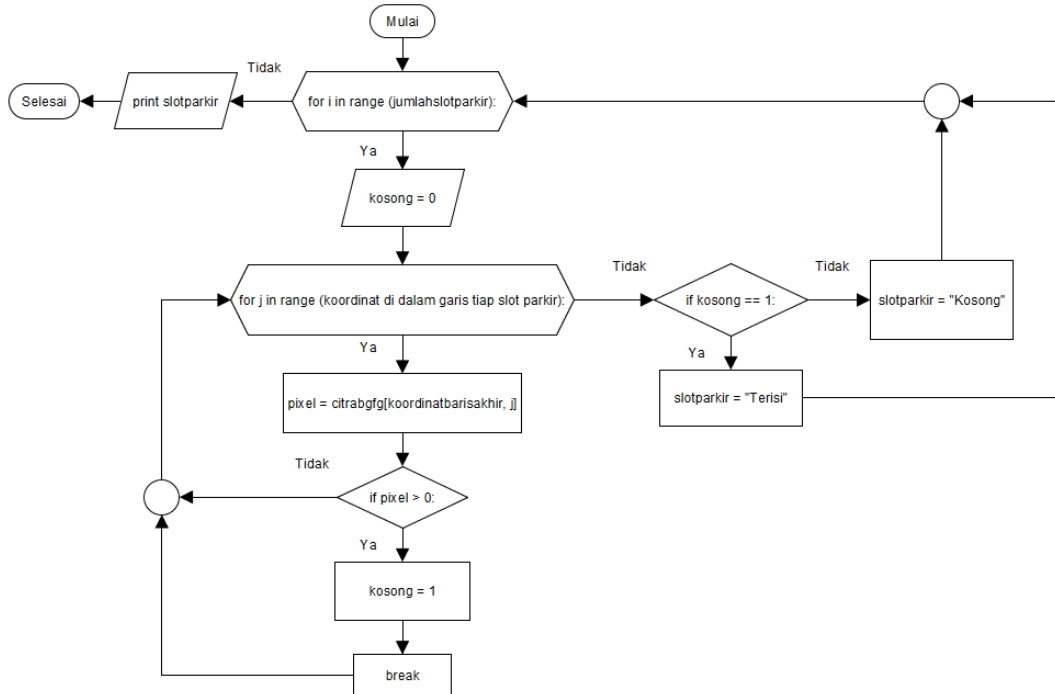 Mulai
Tidak
Selesai
print slotparkir
for i in range (jumlahslotparkir):
Ya
kosong = 0
for j in range (koordinat di dalam garis tiap slot parkir):
Tidak
if kosong == 1:
Tidak
slotparkir = "Kosong"
Ya
slotparkir = "Terisi"
Ya
pixel = citrabgfg[koordinatbarisakhir, j]
Tidak
if pixel > 0:
Ya
kosong = 1
break